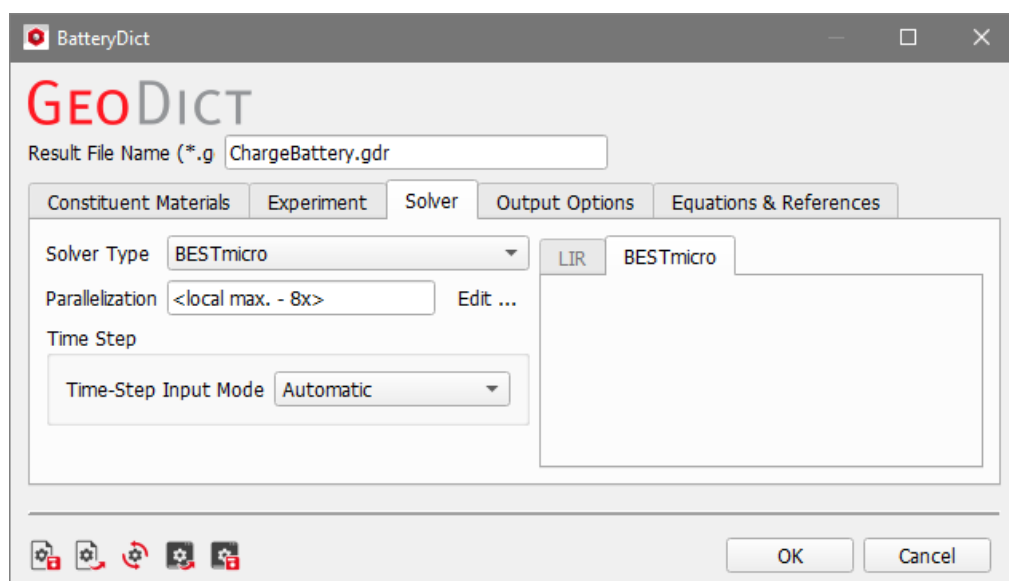 BatteryDict
GEODICT
Result File Name (*.g ChargeBattery.gdr
Constituent Materials Experiment Solver Output Options Equations & References
Solver Type BESTmicro LIR BESTmicro
Parallelization <local max. - 8x> Edit ...
Time Step
Time-Step Input Mode Automatic
OK Cancel